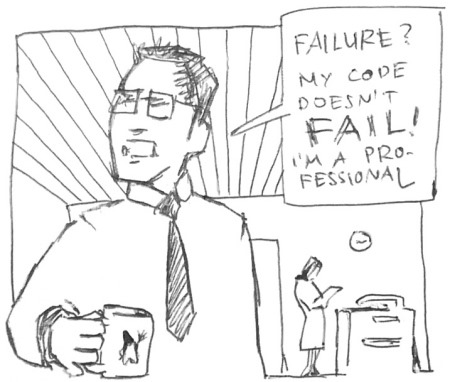 FAILURE?
MY CODE
DOESN'T
FAIL!
I'M A PRO-
FESSIONAL